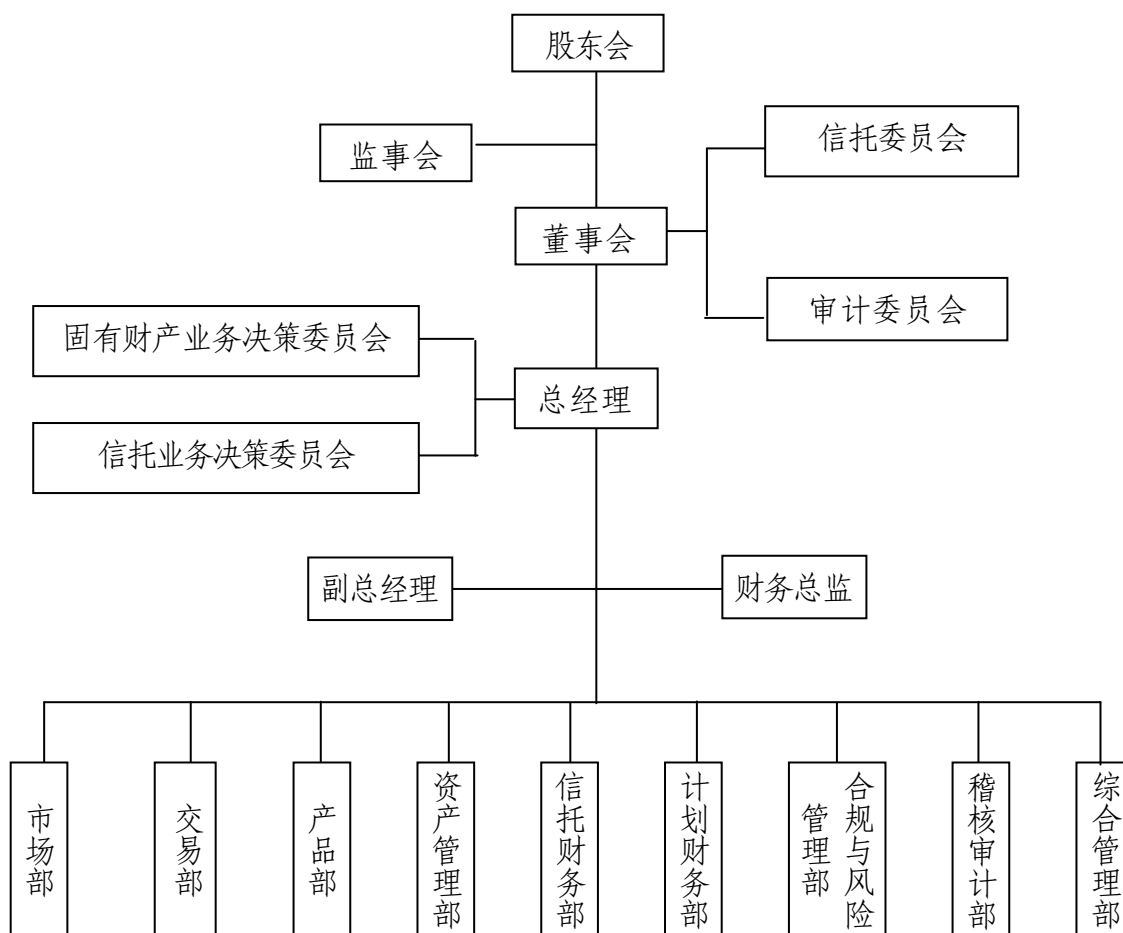 股东会
监事会
信托委员会
董事会
审计委员会
固有财产业务决策委员会
总经理
信托业务决策委员会
副总经理
财务总监
市场部
交易部
产品部
资产管理部
信托财务部
计划财务部
合规与风险
管理部
稽核审计部
综合管理部